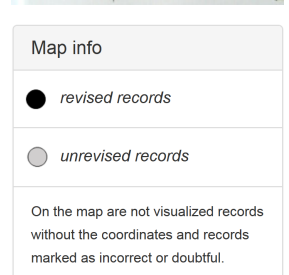 Map info
revised records
unrevised records
On the map are not visualized records
without the coordinates and records
marked as incorrect or doubtful.